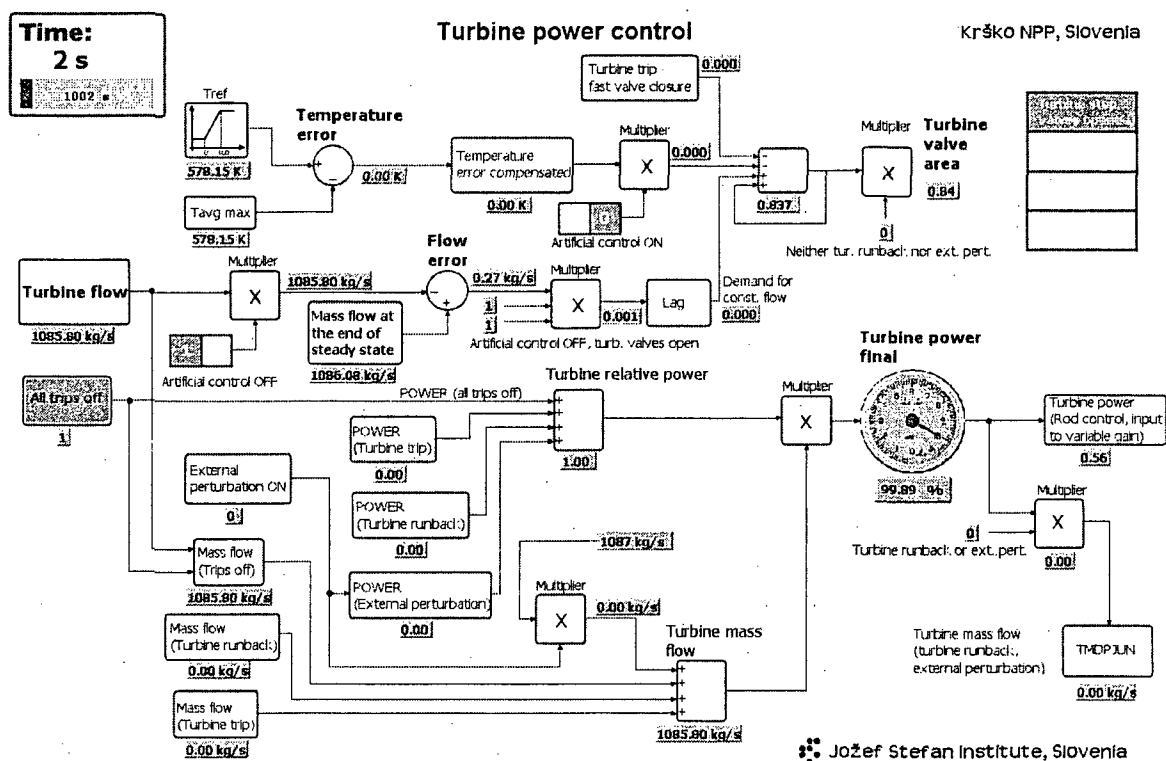 Time:
2 s
1002 s
Turbine power control
Krško NPP, Slovenia
Turbine trip
fast valve closure
0.000
Tref
578.15 K
Temperature
error
0.00 K
Temperature
error compensated
0.00 K
Multiplier
X
0.000
Artificial control ON
0.837
Multiplier
X
Turbine
valve
area
0.84
0
Neither tur. runback nor ext. pert.
Tavg max
578.15 K
Turbine flow
1085.80 kg/s
Multiplier
X
1085.80 kg/s
Artificial control OFF
Flow
error
0.27 kg/s
Mass flow at
the end of
steady state
1086.08 kg/s
Multiplier
X
1
1
0.001
Artificial control OFF, turb. valves open
Lag
Demand for
const. flow
0.000
All trips off
1
POWER (all trips off)
Turbine relative power
1.00
POWER
(Turbine trip)
0.00
External
perturbation ON
0
POWER
(Turbine runback)
0.00
POWER
(External perturbation)
0.00
Multiplier
X
Turbine power
final
99.89 %
Turbine power
(Rod control, input
to variable gain)
0.56
Multiplier
X
0
Turbine runback or ext. pert.
0.00
Mass flow
(Trips off)
1085.80 kg/s
1087 kg/s
Multiplier
X
0.00 kg/s
Mass flow
(Turbine runback)
0.00 kg/s
Mass flow
(Turbine trip)
0.00 kg/s
Turbine mass
flow
1085.80 kg/s
Turbine mass flow
(turbine runback,
external perturbation)
TMDPJUN
0.00 kg/s
Jožef Stefan Institute, Slovenia